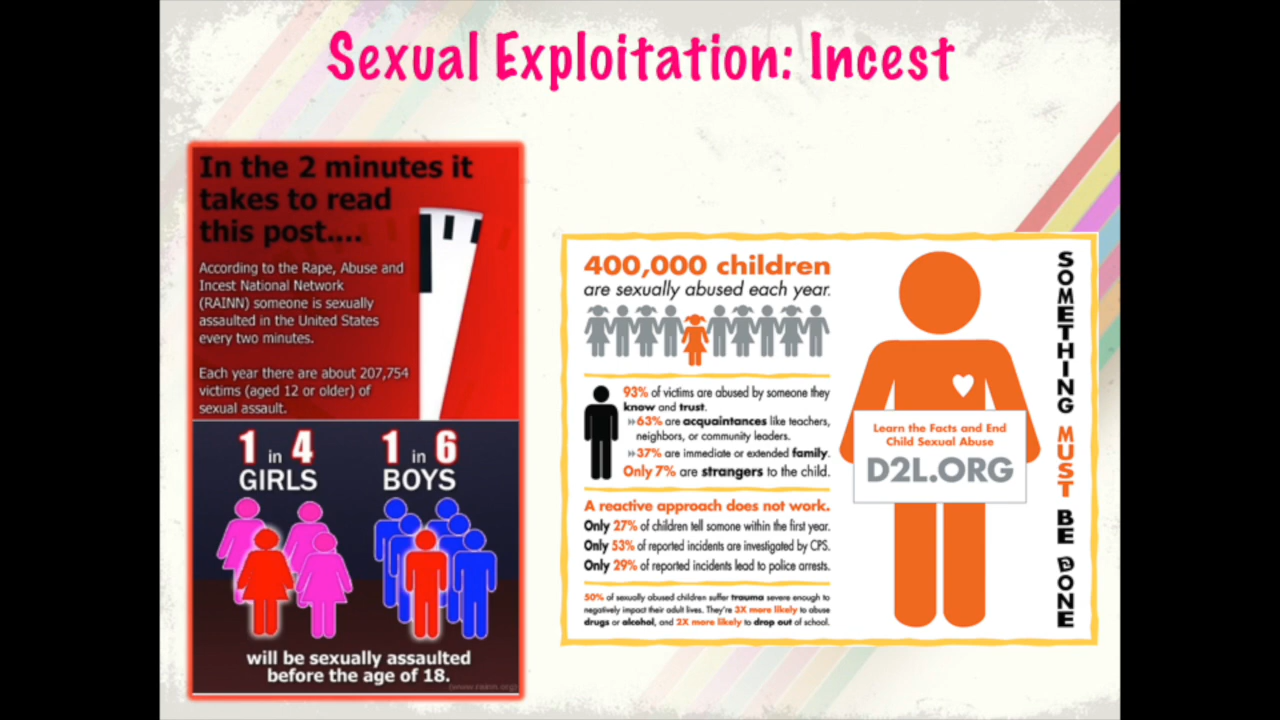 Sexual Exploitation: Incest
In the 2 minutes it
takes to read
this post....
According to the Rape, Abuse and
Incest National Network
(RAINN) someone is sexually
assaulted in the United States
every two minutes.
Each year there are about 207,754
victims (aged 12 or older) of
sexual assault.
1 in 4
GIRLS
1 in 6
BOYS
will be sexually assaulted
before the age of 18.
(www.rainn.org)
400,000 children
are sexually abused each year.
93% of victims are abused by someone they
know and trust.
»63% are acquaintances like teachers,
neighbors, or community leaders.
»37% are immediate or extended family.
Only 7% are strangers to the child.
A reactive approach does not work.
Only 27% of children tell somone within the first year.
Only 53% of reported incidents are investigated by CPS.
Only 29% of reported incidents lead to police arrests.
50% of sexually abused children suffer trauma severe enough to
negatively impact their adult lives. They're 3X more likely to abuse
drugs or alcohol, and 2X more likely to drop out of school.
Learn the Facts and End
Child Sexual Abuse
D2L.ORG
SOMETHING MUST BE DONE